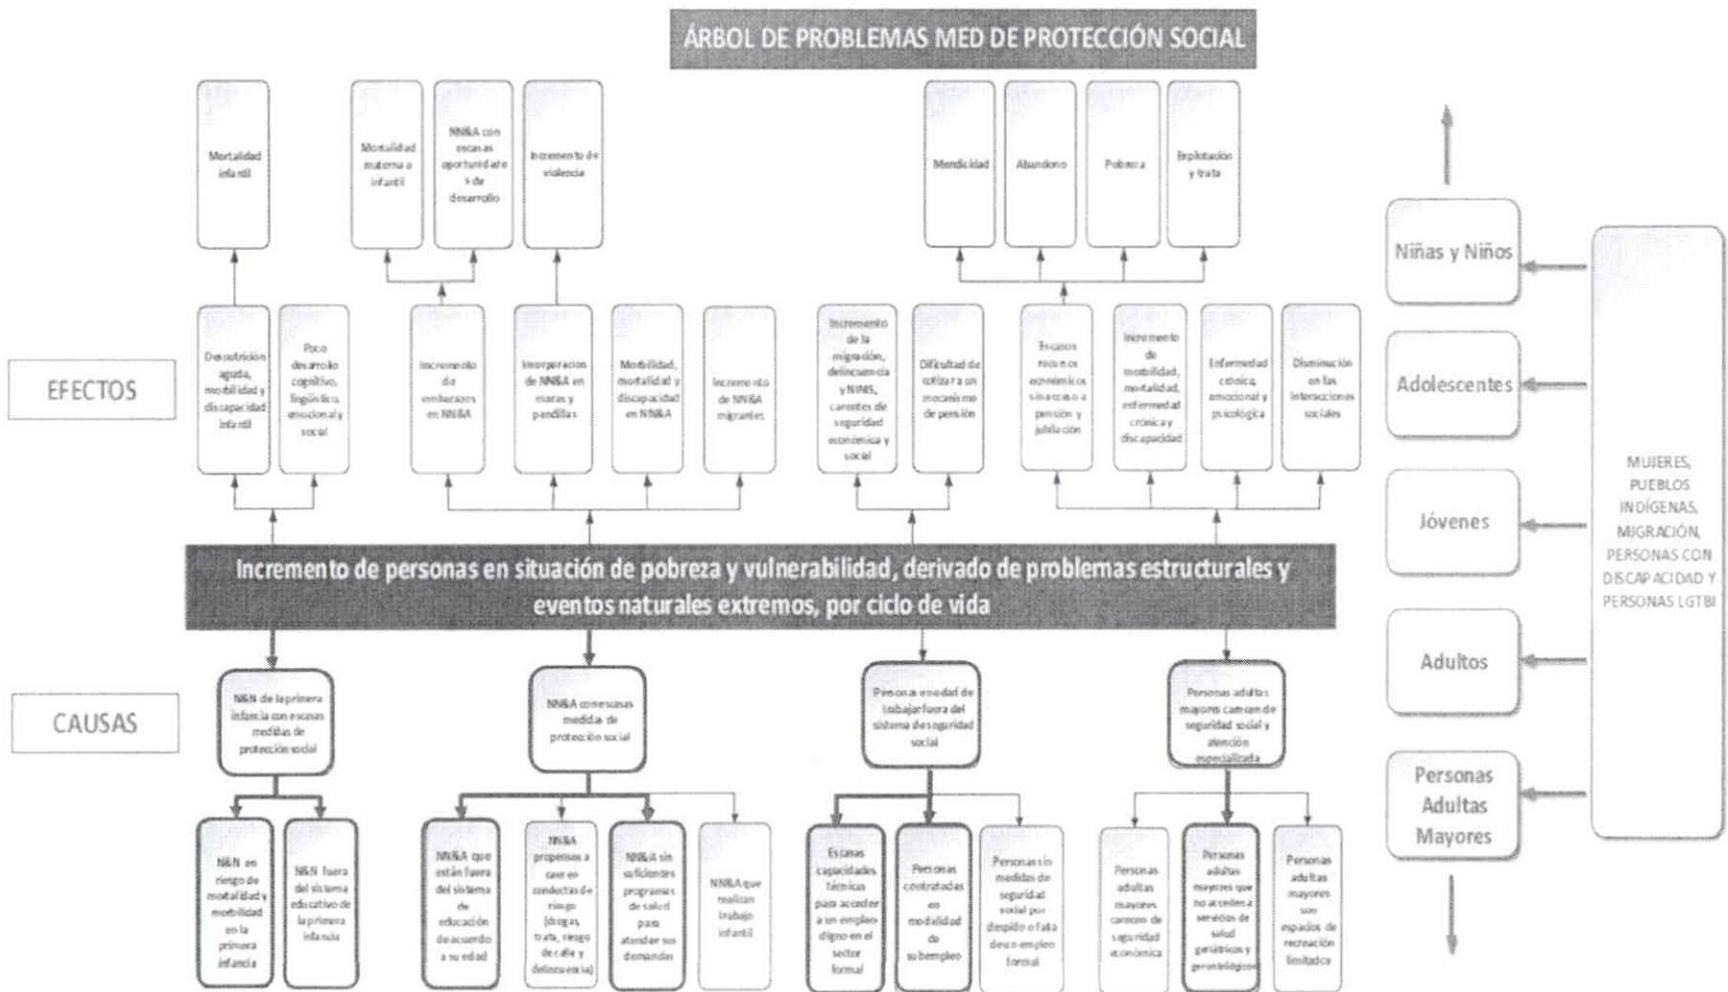 ÁRBOL DE PROBLEMAS MED DE PROTECCIÓN SOCIAL
Mortalidad
infantil
Mortalidad
materna o
infantil
NN&A con
escasas
oportunidade
s de
desarrollo
Incremento de
violencia
Mendicidad
Abandono
Pobreza
Explotación
y trata
EFECTOS
Desnutrición
aguda,
morbilidad y
discapacidad
infantil
Poco
desarrollo
cognitivo,
lingüístico,
emocional y
social
Incremento
de
embarazos
en NN&A
Incorporación
de NN&A en
maras y
pandillas
Morbilidad,
mortalidad y
discapacidad
en NN&A
Incremento
de NN&A
migrantes
Incremento
de la
migración,
delincuencia
y NINIS,
carentes de
seguridad
económica y
social
Dificultad de
cotizar a un
mecanismo
de pensión
Escasos
recursos
económicos
sin acceso a
pensión y
jubilación
Incremento
de
morbilidad,
mortalidad,
enfermedad
crónica y
discapacidad
Enfermedad
crónica,
emocional y
psicológica
Disminución
en las
interacciones
sociales
Incremento de personas en situación de pobreza y vulnerabilidad, derivado de problemas estructurales y
eventos naturales extremos, por ciclo de vida
CAUSAS
N&N de la primera
infancia con escasas
medidas de
protección social
NN&A con escasas
medidas de
protección social
Personas en edad de
trabajar fuera del
sistema de seguridad
social
Personas adultas
mayores carecen de
seguridad social y
atención
especializada
N&N en
riesgo de
mortalidad y
morbilidad
en la
primera
infancia
N&N fuera
del sistema
educativo de
la primera
infancia
NN&A que
están fuera
del sistema
de
educación
de acuerdo
a su edad
NN&A
propensos a
caer en
conductas de
riesgo
(drogas,
trata, riesgo
de calle y
delincuencia)
NN&A sin
suficientes
programas
de salud
para
atender sus
demandas
NN&A que
realizan
trabajo
infantil
Escasas
capacidades
técnicas
para acceder
a un empleo
digno en el
sector
formal
Personas
contratadas
en
modalidad
de
subempleo
Personas sin
medidas de
seguridad
social por
despido o fata
de un empleo
formal
Personas
adultas
mayores
carecen de
seguridad
económica
Personas
adultas
mayores que
no acceden a
servicios de
salud
geriátricos y
gerontológicos
Personas
adultas
mayores
con
espacios de
recreación
limitados
Niñas y Niños
Adolescentes
Jóvenes
Adultos
Personas
Adultas
Mayores
MUJERES,
PUEBLOS
INDÍGENAS,
MIGRACIÓN,
PERSONAS CON
DISCAPACIDAD Y
PERSONAS LGTBI